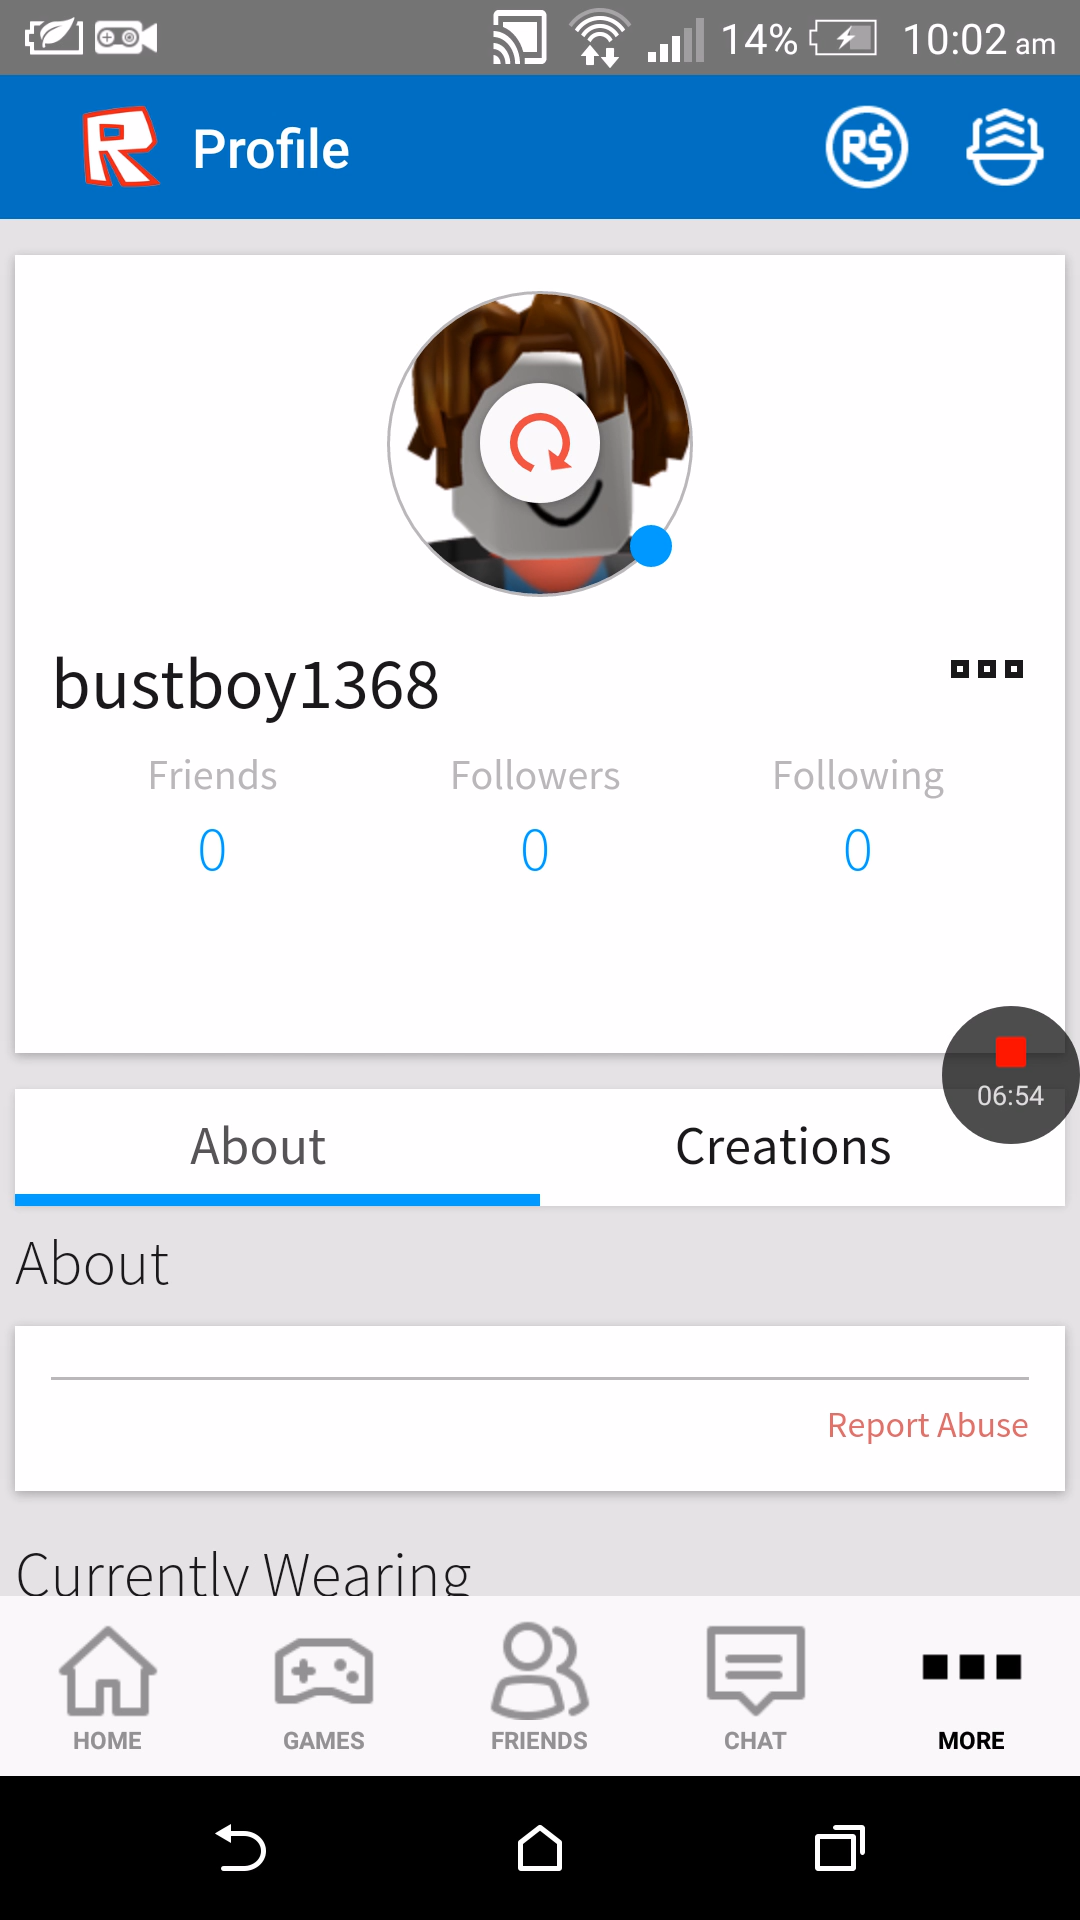 14% 10:02 am
R Profile R$
bustboy1368
Friends Followers Following
0 0 0
06:54
About Creations
About
Report Abuse
Currently Wearing
HOME GAMES FRIENDS CHAT MORE